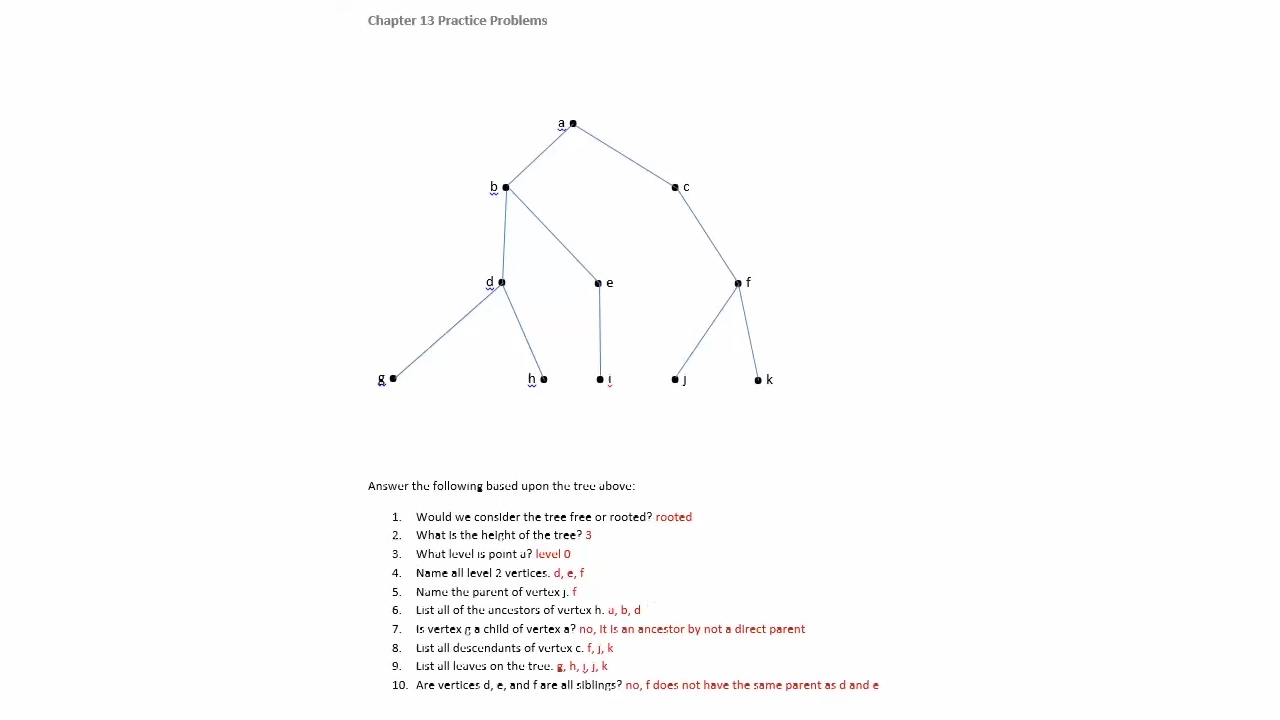 Chapter 13 Practice Problems
a
b
c
d
e
f
g
h
i
j
k
Answer the following based upon the tree above:
1. Would we consider the tree free or rooted? rooted
2. What is the height of the tree? 3
3. What level is point a? level 0
4. Name all level 2 vertices. d, e, f
5. Name the parent of vertex j. f
6. List all of the ancestors of vertex h. a, b, d
7. Is vertex g a child of vertex a? no, it is an ancestor by not a direct parent
8. List all descendants of vertex c. f, j, k
9. List all leaves on the tree. g, h, i, j, k
10. Are vertices d, e, and f are all siblings? no, f does not have the same parent as d and e